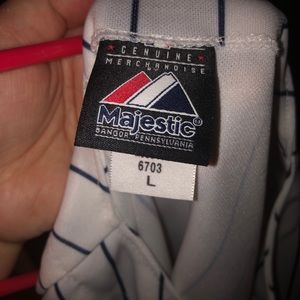 GENUINE
MERCHANDISE
Majestic®
BANGOR, PENNSYLVANIA
6703
L